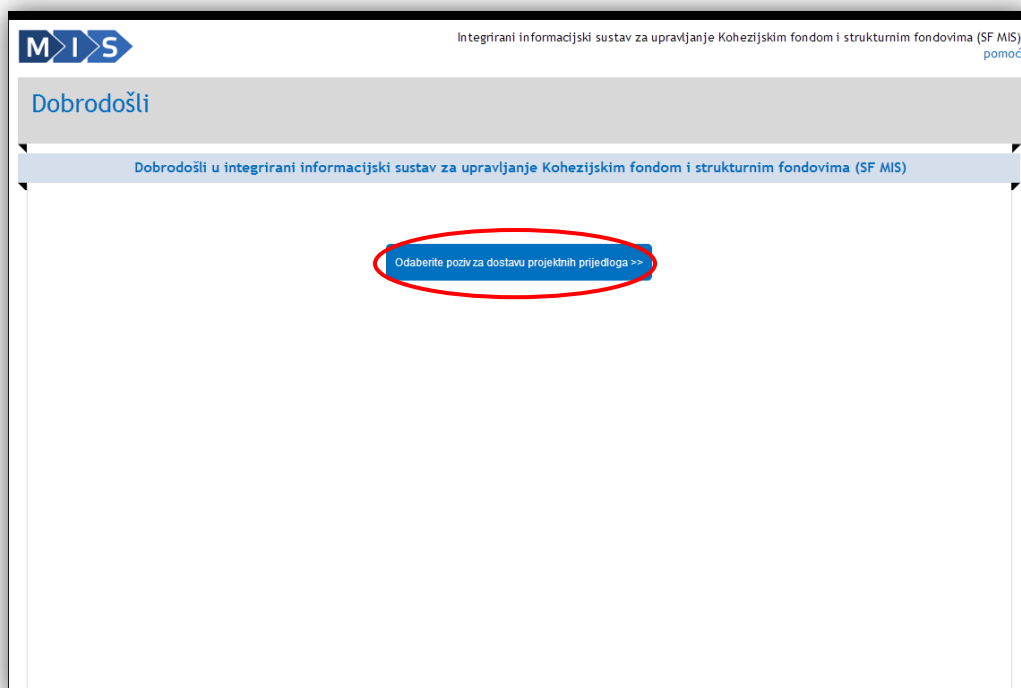 M I S
Integrirani informacijski sustav za upravljanje Kohezijskim fondom i strukturnim fondovima (SF MIS)
pomoć
Dobrodošli
Dobrodošli u integrirani informacijski sustav za upravljanje Kohezijskim fondom i strukturnim fondovima (SF MIS)
Odaberite poziv za dostavu projektnih prijedloga >>